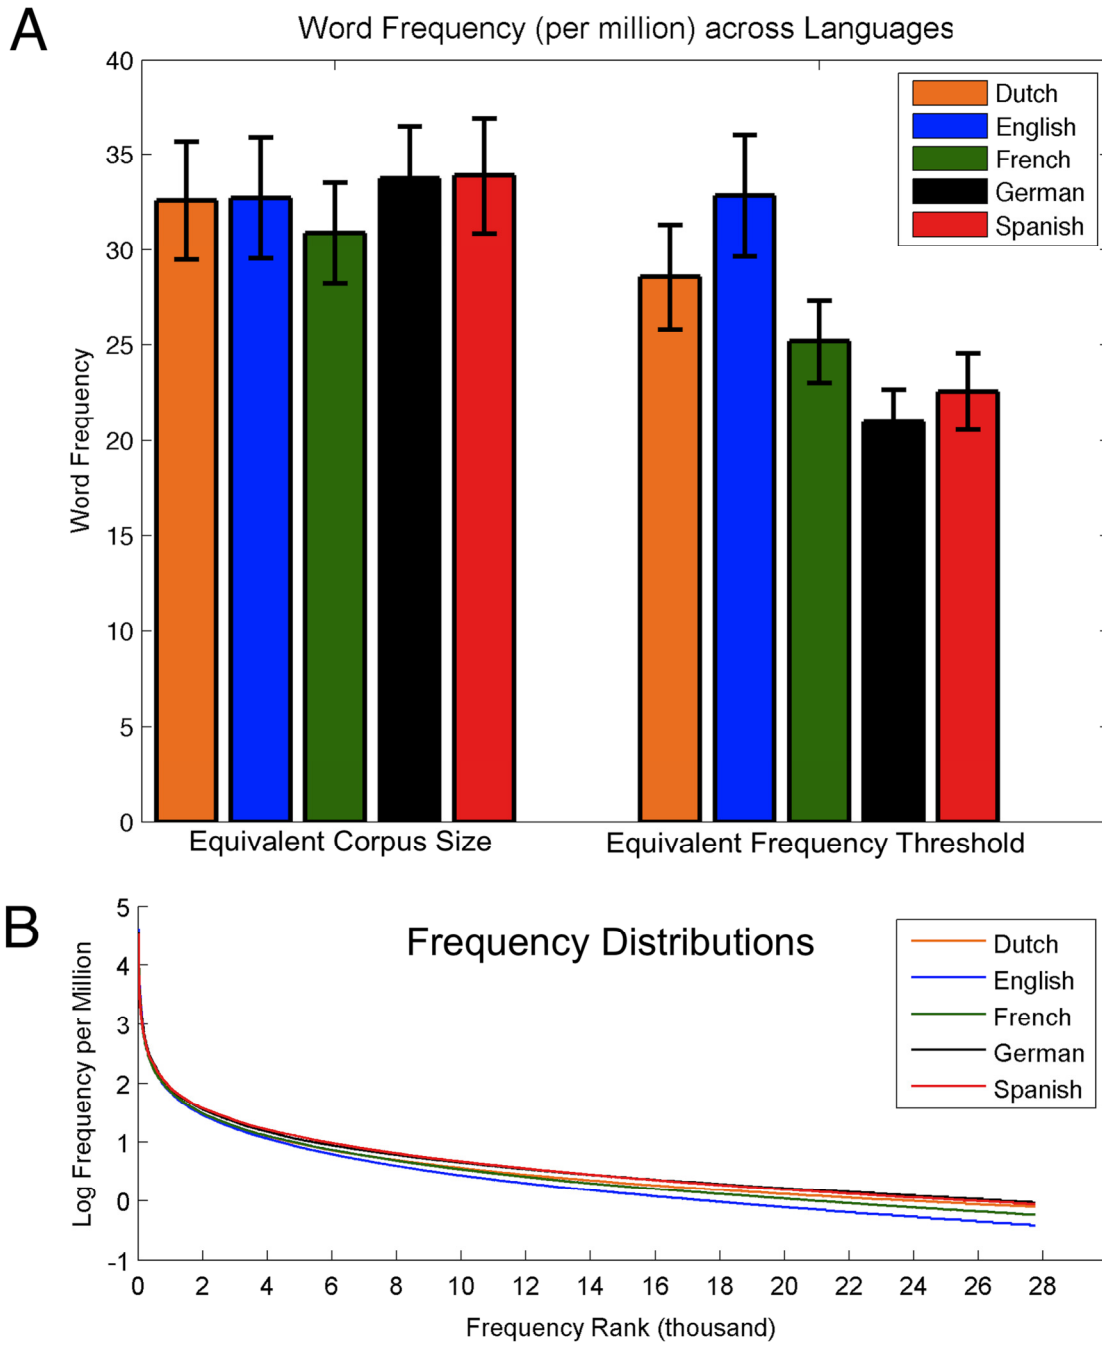 A
Word Frequency (per million) across Languages
40
35
30
25
20
15
10
5
0
Word Frequency
Dutch
English
French
German
Spanish
Equivalent Corpus Size
Equivalent Frequency Threshold
B
Frequency Distributions
5
4
3
2
1
0
-1
Log Frequency per Million
Dutch
English
French
German
Spanish
0 2 4 6 8 10 12 14 16 18 20 22 24 26 28
Frequency Rank (thousand)